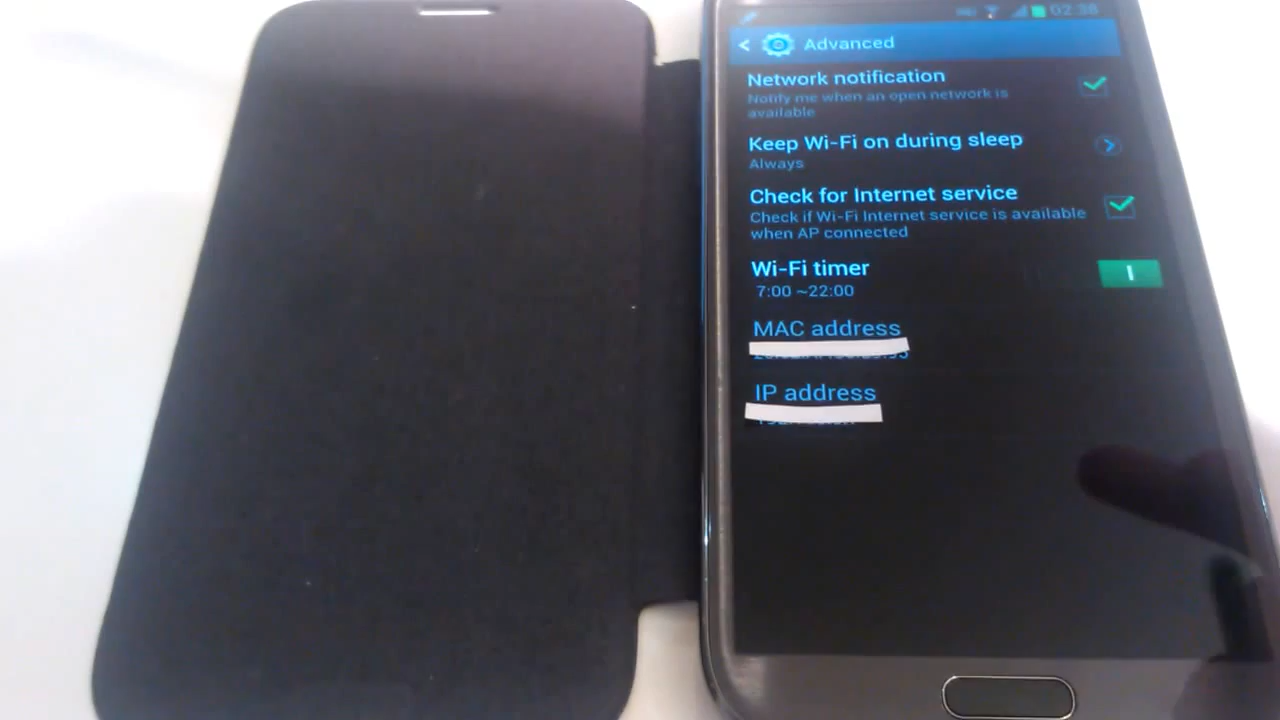 02:38
Advanced
Network notification
Notify me when an open network is
available
Keep Wi-Fi on during sleep
Always
Check for Internet service
Check if Wi-Fi Internet service is available
when AP connected
Wi-Fi timer
7:00 ~22:00
MAC address
IP address